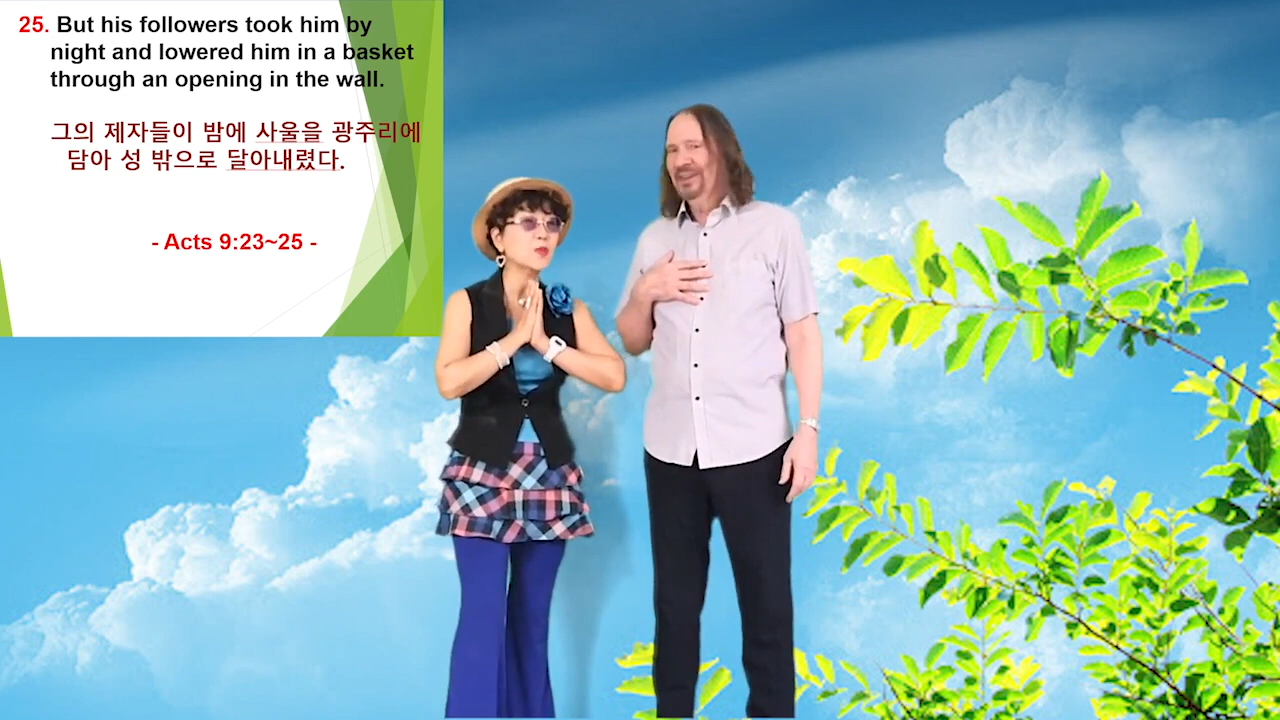 25. But his followers took him by
night and lowered him in a basket
through an opening in the wall.
그의 제자들이 밤에 사울을 광주리에
담아 성 밖으로 달아내렸다.
- Acts 9:23~25 -